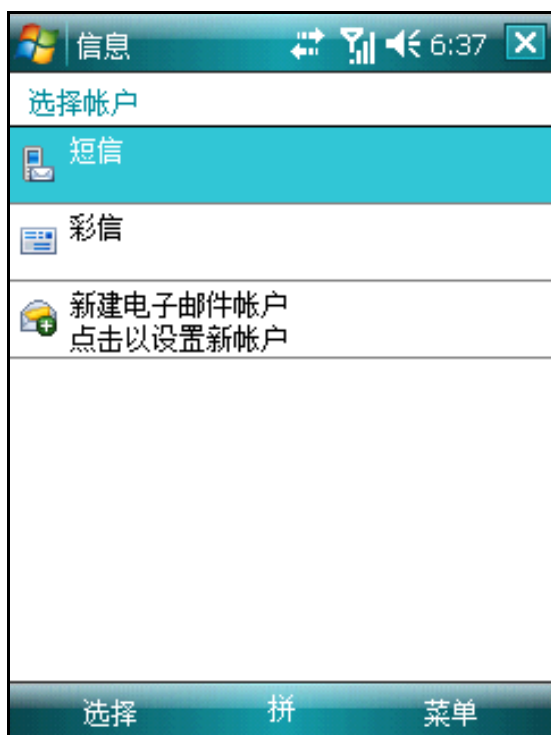 信息 6:37
选择帐户
短信
彩信
新建电子邮件帐户
点击以设置新帐户
选择 拼 菜单